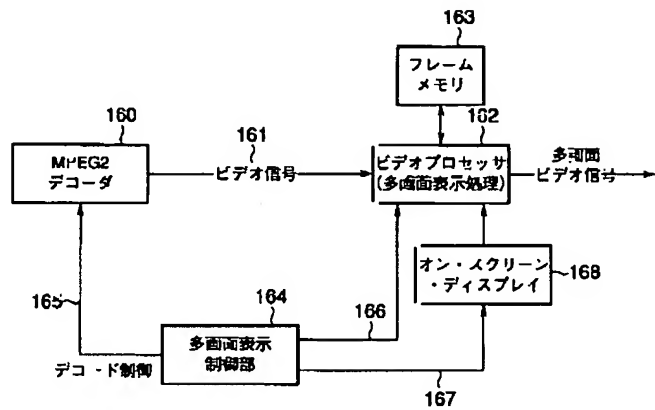 163
フレーム
メモリ
160
161
162
MPEG2
デコーダ
ビデオ信号
ビデオプロセッサ
(多画面表示処理)
多画面
ビデオ信号
オン・スクリーン
・ディスプレイ
168
165
164
166
多画面表示
制御部
デコード制御
167